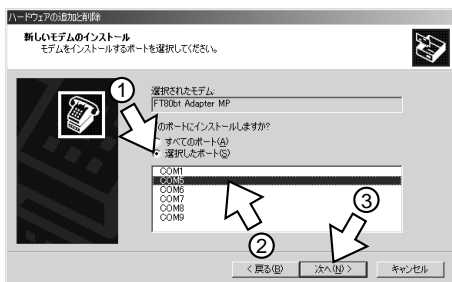 ハードウェアの追加と削除
新しいモデムのインストール
モデムをインストールするポートを選択してください。
①
選択されたモデム:
FT80bt Adapter MP
のポートにインストールしますか?
すべてのポート(A)
選択したポート(S)
COM1
COM5
COM6
COM7
COM8
COM9
③
②
< 戻る(B)
次へ(N) >
キャンセル